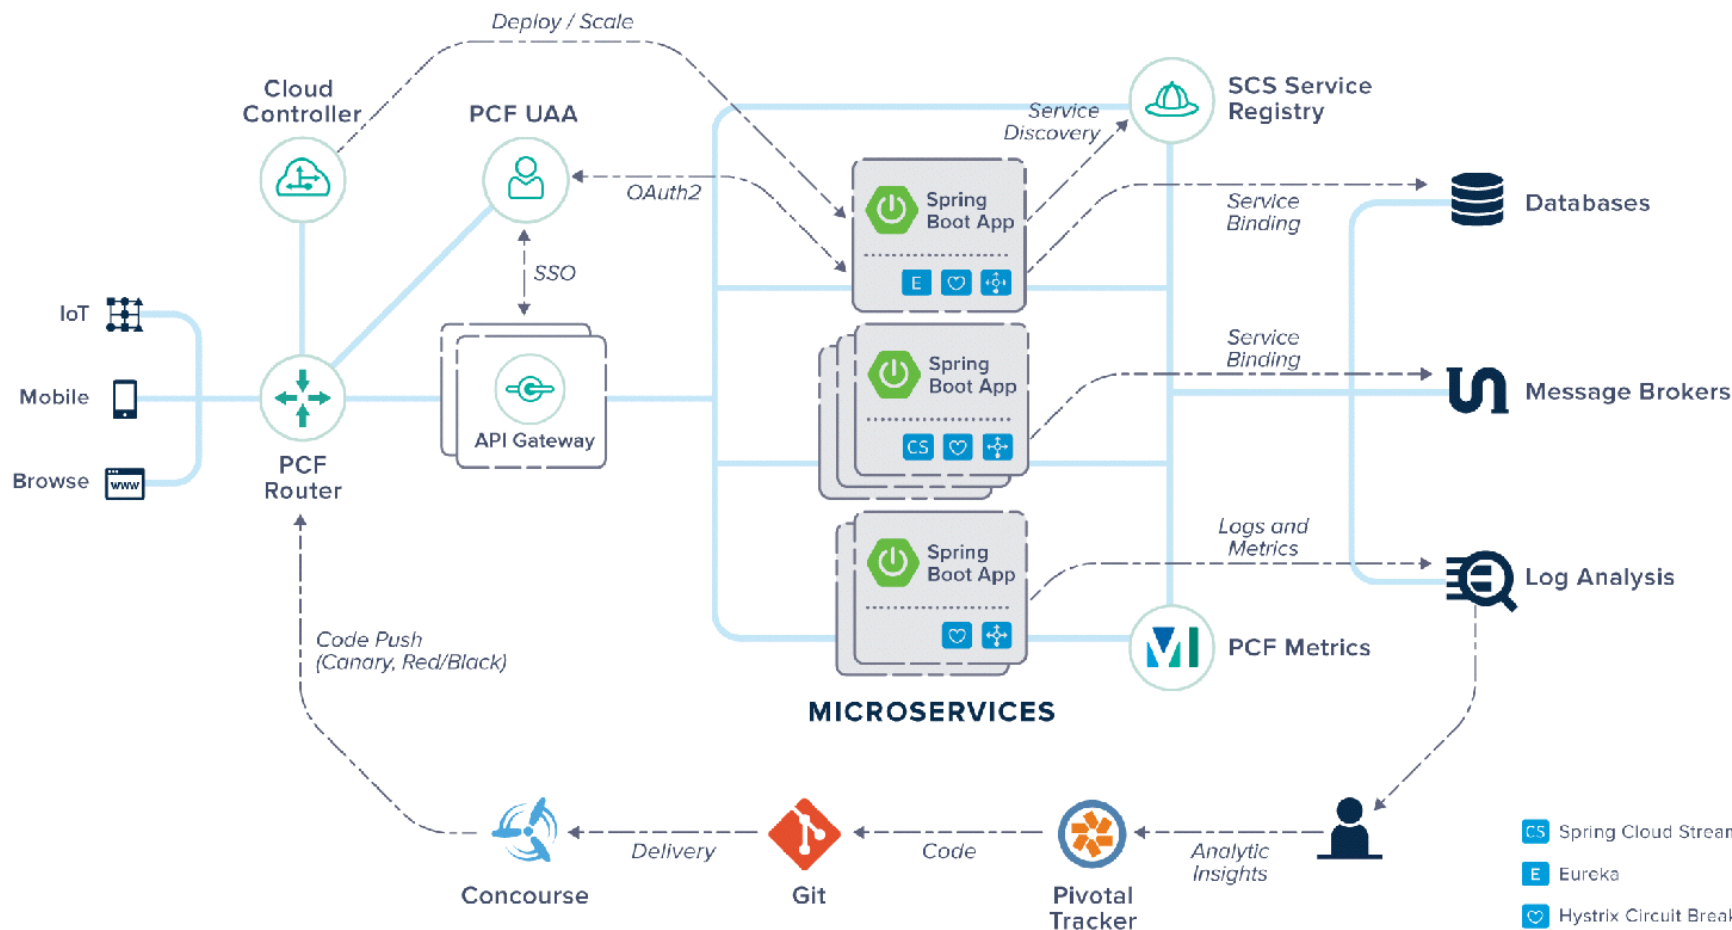 Deploy / Scale
Cloud
Controller
PCF UAA
SCS Service
Registry
Service
Discovery
OAuth2
Spring
Boot App
E
Service
Binding
Databases
SSO
IoT
Mobile
Browse
www
PCF
Router
API Gateway
Spring
Boot App
CS
Service
Binding
Message Brokers
Spring
Boot App
Logs and
Metrics
Log Analysis
PCF Metrics
MICROSERVICES
Code Push
(Canary, Red/Black)
Concourse
Delivery
Git
Code
Pivotal
Tracker
Analytic
Insights
CS Spring Cloud Strean
E Eureka
Hystrix Circuit Break